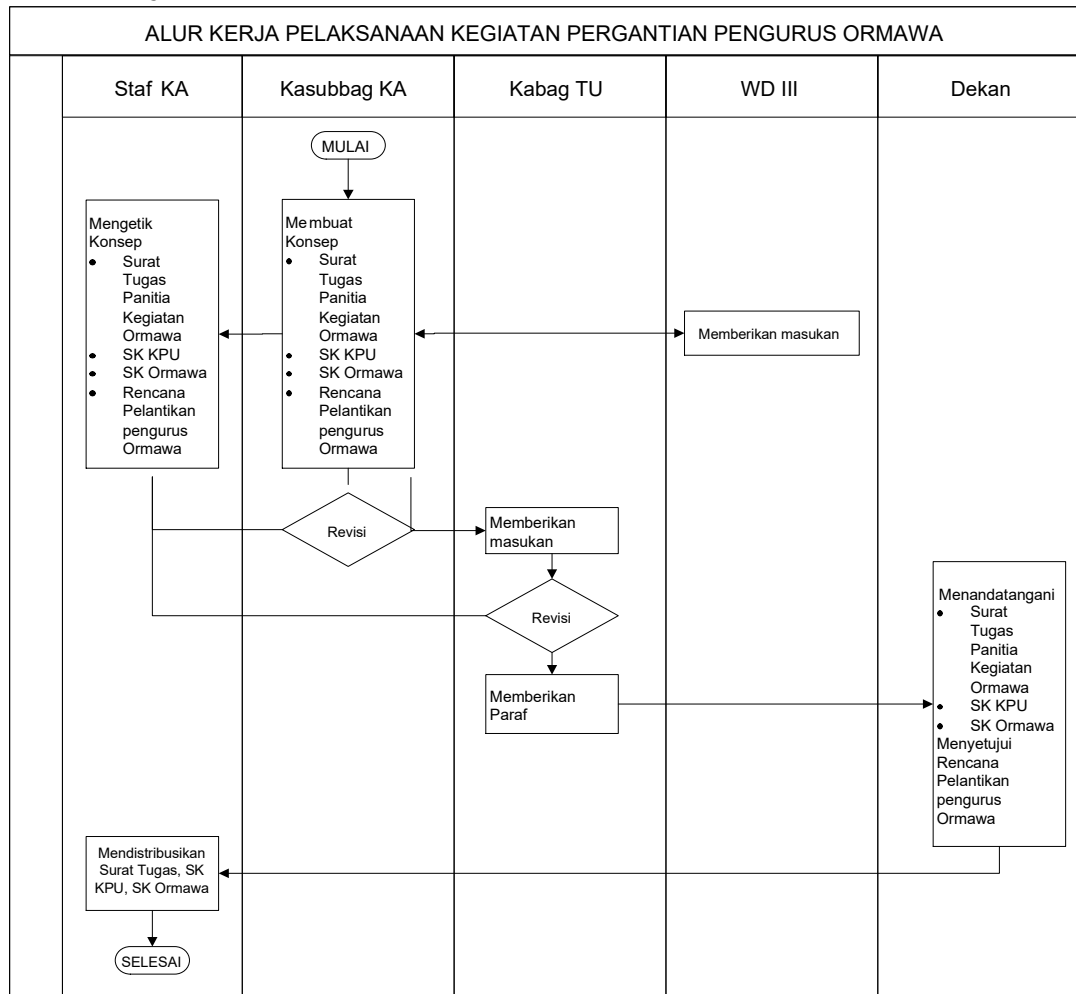 ALUR KERJA PELAKSANAAN KEGIATAN PERGANTIAN PENGURUS ORMAWA
Staf KA
Kasubbag KA
Kabag TU
WD III
Dekan
MULAI
Mengetik
Konsep
• Surat
Tugas
Panitia
Kegiatan
Ormawa
• SK KPU
• SK Ormawa
• Rencana
Pelantikan
pengurus
Ormawa
Membuat
Konsep
• Surat
Tugas
Panitia
Kegiatan
Ormawa
• SK KPU
• SK Ormawa
• Rencana
Pelantikan
pengurus
Ormawa
Memberikan masukan
Revisi
Memberikan
masukan
Revisi
Memberikan
Paraf
Menandatangani
• Surat
Tugas
Panitia
Kegiatan
Ormawa
• SK KPU
• SK Ormawa
Menyetujui
Rencana
Pelantikan
pengurus
Ormawa
Mendistribusikan
Surat Tugas, SK
KPU, SK Ormawa
SELESAI